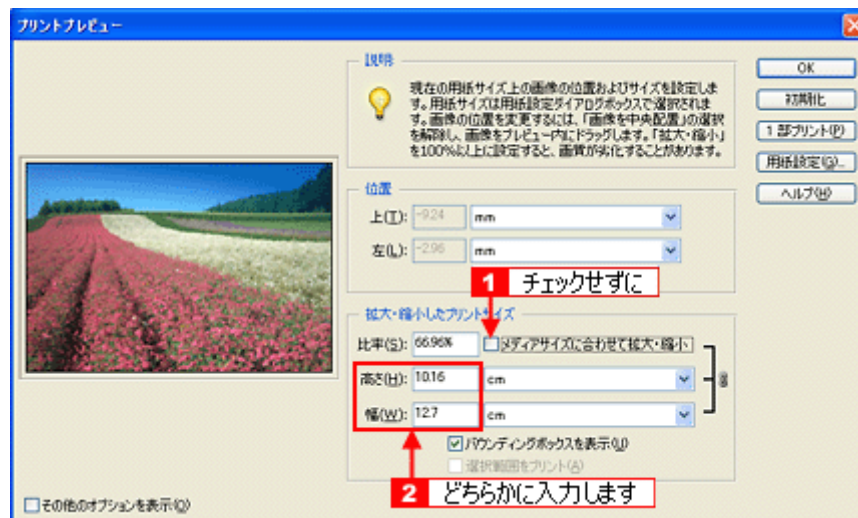 プリントプレビュー
説明
現在の用紙サイズ上の画像の位置およびサイズを設定しま
す。用紙サイズは用紙設定ダイアログボックスで選択されま
す。画像の位置を変更するには、「画像を中央配置」の選択
を解除し、画像をプレビュー内にドラッグします。「拡大・縮小」
を100%以上に設定すると、画質が劣化することがあります。
OK
初期化
1 部プリント(P)
用紙設定(G)...
ヘルプ(H)
位置
上(T): -9.24 mm
左(L): -2.96 mm
1 チェックせずに
拡大・縮小したプリントサイズ
比率(S): 66.96% メディアサイズに合わせて拡大・縮小
高さ(H): 10.16 cm
幅(W): 12.7 cm
バウンディングボックスを表示(U)
選択範囲をプリント(A)
2 どちらかに入力します
その他のオプションを表示(Q)